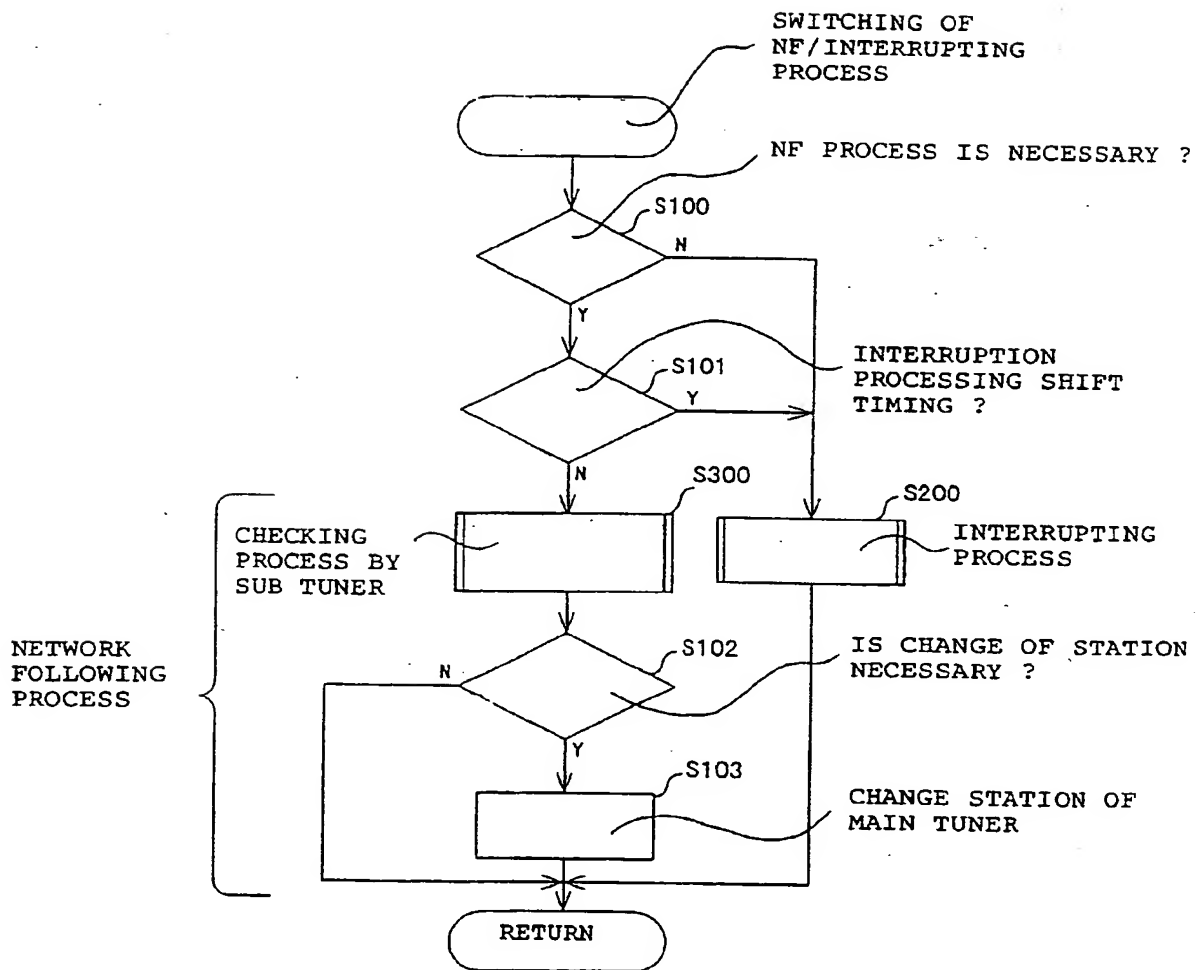 SWITCHING OF
NF/INTERRUPTING
PROCESS
NF PROCESS IS NECESSARY ?
S100
N
Y
INTERRUPTION
PROCESSING SHIFT
TIMING ?
S101
Y
N
S300
S200
CHECKING
PROCESS BY
SUB TUNER
INTERRUPTING
PROCESS
NETWORK
FOLLOWING
PROCESS
S102
N
IS CHANGE OF STATION
NECESSARY ?
Y
S103
CHANGE STATION OF
MAIN TUNER
RETURN